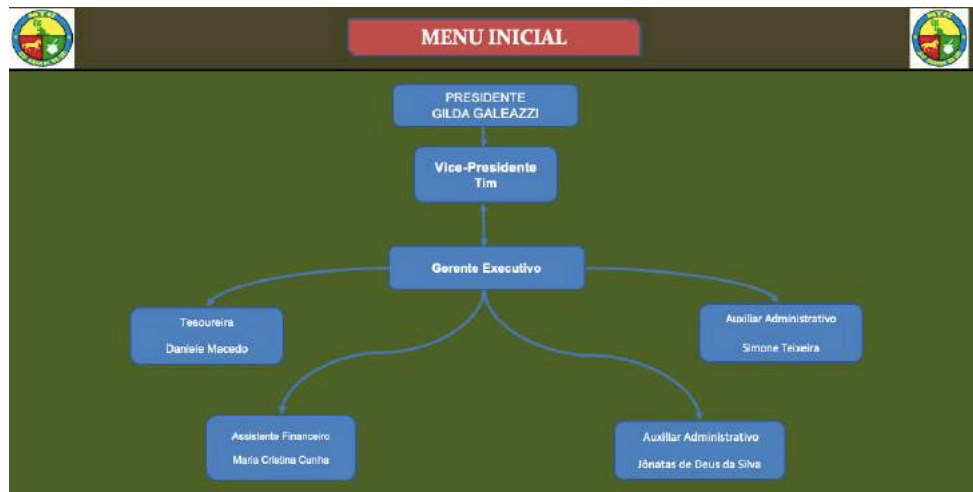 MENU INICIAL
PRESIDENTE
GILDA GALEAZZI
Vice-Presidente
Tim
Gerente Executivo
Tesoureira
Daniele Macedo
Auxiliar Administrativo
Simone Teixeira
Assistente Financeiro
Maria Cristina Cunha
Auxiliar Administrativo
Jônatas de Deus da Silva